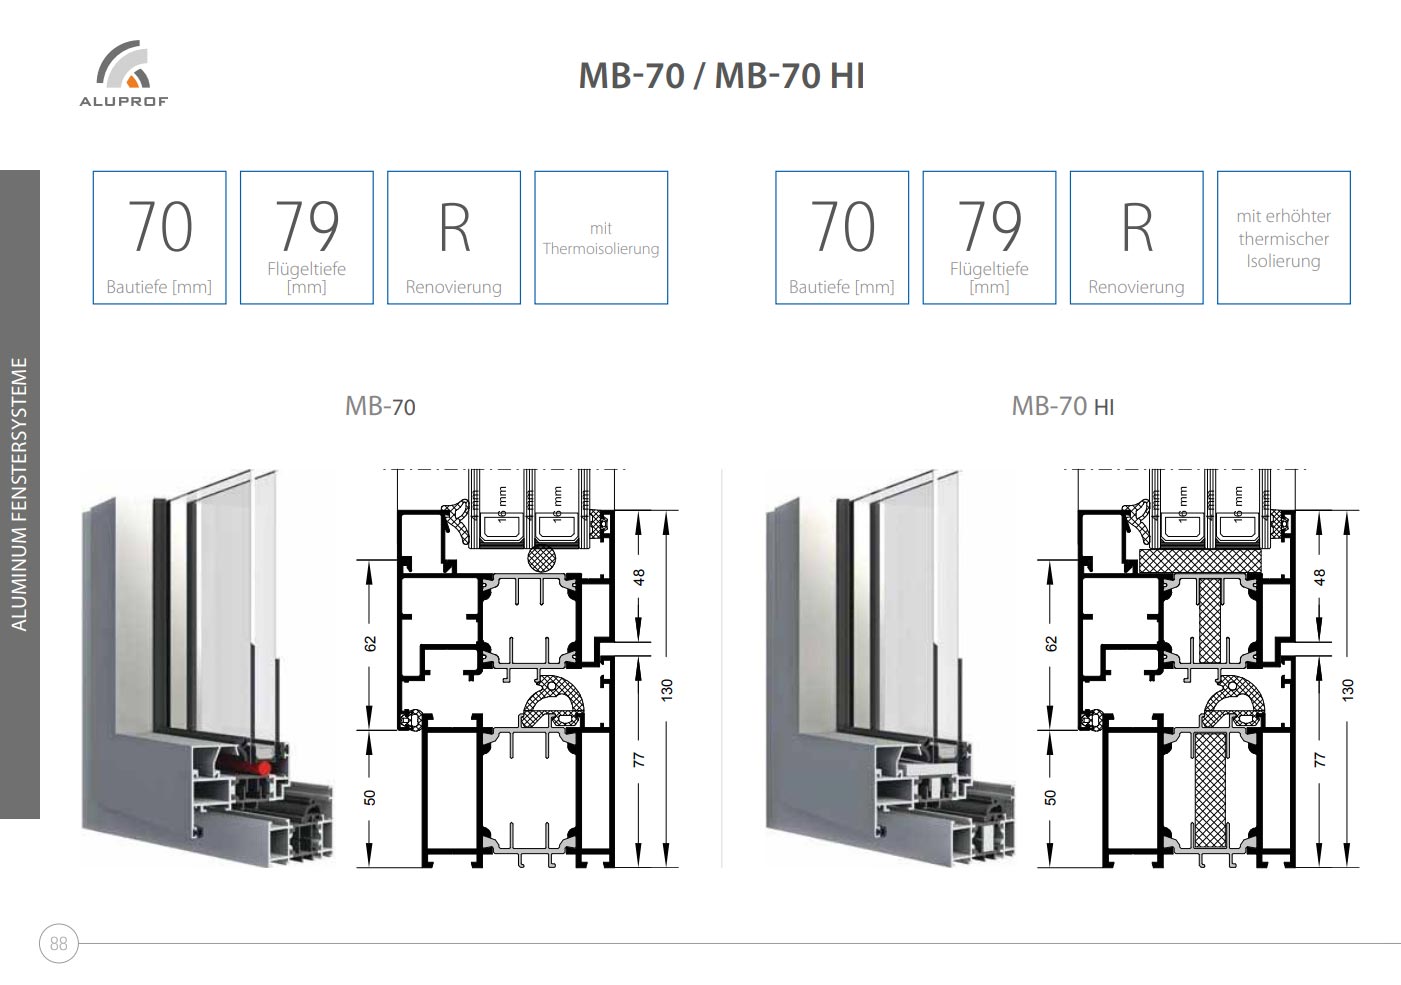 ALUPROF
MB-70 / MB-70 HI
70
Bautiefe [mm]
79
Flügeltiefe
[mm]
R
Renovierung
mit
Thermoisolierung
70
Bautiefe [mm]
79
Flügeltiefe
[mm]
R
Renovierung
mit erhöhter
thermischer
Isolierung
ALUMINUM FENSTERSYSTEME
MB-70
MB-70 HI
4 mm
16 mm
4 mm
16 mm
4 mm
62
50
48
77
130
4 mm
16 mm
4 mm
16 mm
4 mm
62
50
48
77
130
88